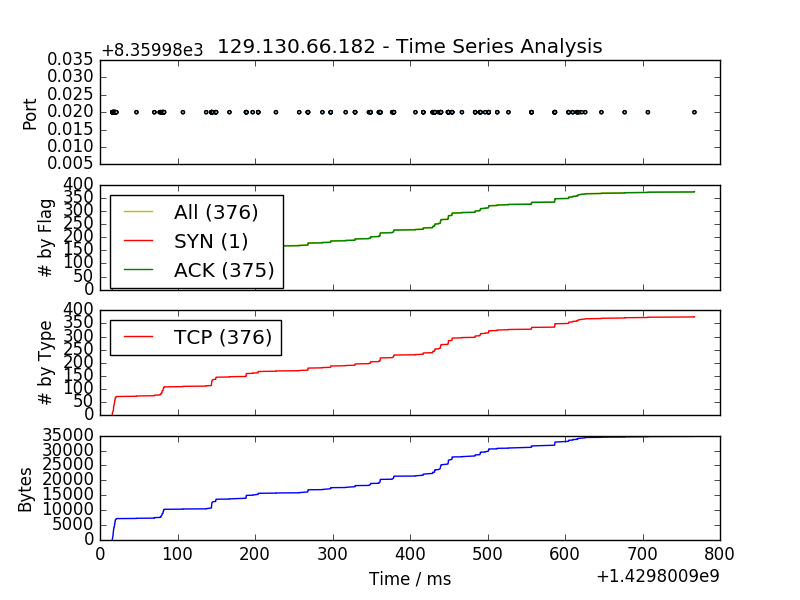 +8.35998e3
129.130.66.182 - Time Series Analysis
Port
0.035
0.030
0.025
0.020
0.015
0.010
0.005
# by Flag
400
350
300
250
200
150
100
50
0
All (376)
SYN (1)
ACK (375)
# by Type
400
350
300
250
200
150
100
50
0
TCP (376)
Bytes
35000
30000
25000
20000
15000
10000
5000
0
0 100 200 300 400 500 600 700 800
Time / ms
+1.4298009e9